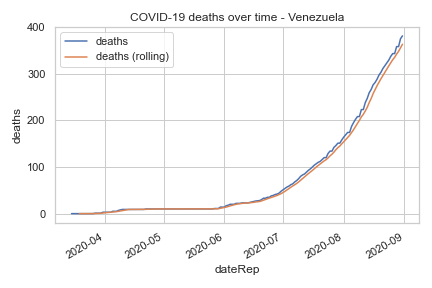 COVID-19 deaths over time - Venezuela
400
deaths
deaths (rolling)
300
200
100
0
deaths
2020-04
2020-05
2020-06
2020-07
2020-08
2020-09
dateRep